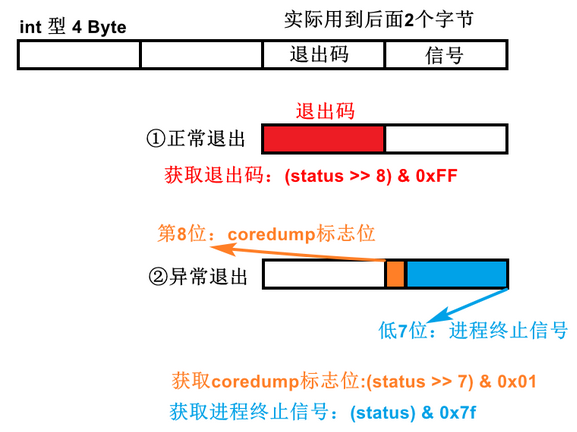 int 型 4 Byte
实际用到后面2个字节
退出码 信号
退出码
①正常退出
获取退出码：(status >> 8) & 0xFF
第8位：coredump标志位
②异常退出
低7位：进程终止信号
获取coredump标志位:(status >> 7) & 0x01
获取进程终止信号：(status) & 0x7f